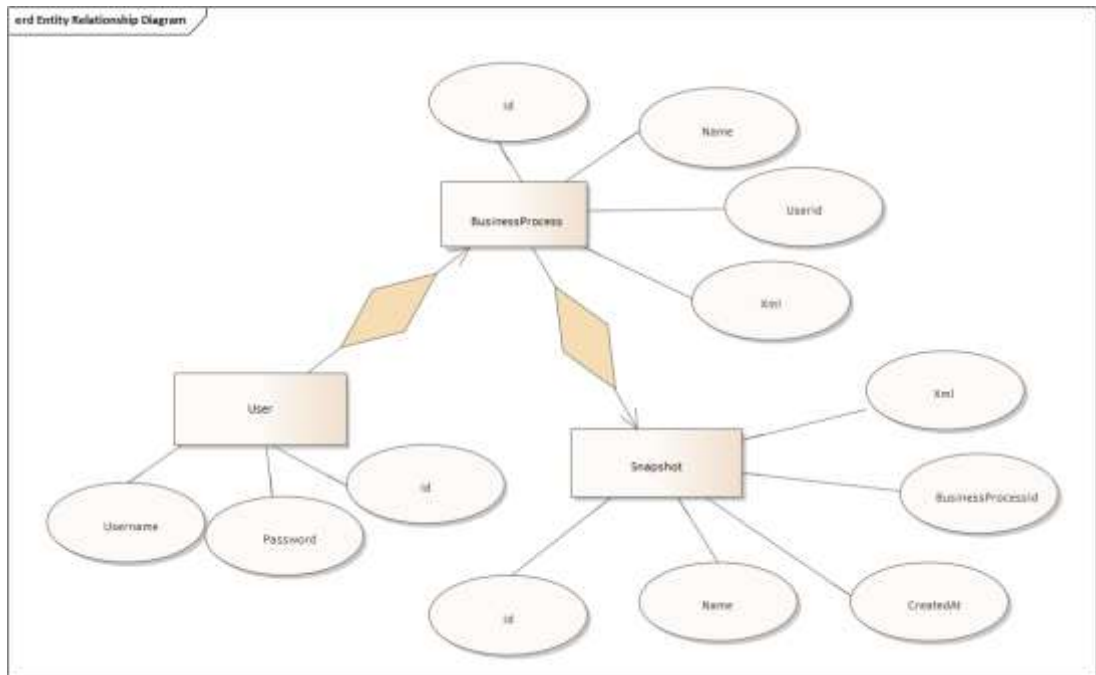 erd Entity Relationship Diagram
Id
Name
BusinessProcess
UserId
Xml
User
Xml
Snapshot
Id
BusinessProcessId
Username
Password
Id
Name
CreatedAt